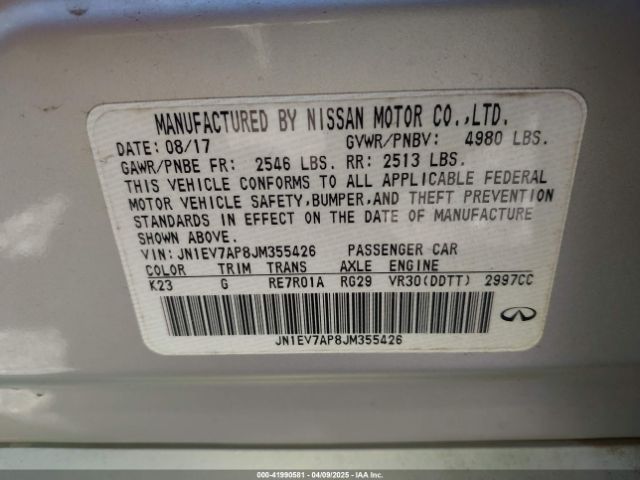 MANUFACTURED BY NISSAN MOTOR CO.,LTD.
DATE: 08/17 GVWR/PNBV: 4980 LBS.
GAWR/PNBE FR: 2546 LBS. RR: 2513 LBS.
THIS VEHICLE CONFORMS TO ALL APPLICABLE FEDERAL
MOTOR VEHICLE SAFETY,BUMPER,AND THEFT PREVENTION
STANDARDS IN EFFECT ON THE DATE OF MANUFACTURE
SHOWN ABOVE.
VIN: JN1EV7AP8JM355426 PASSENGER CAR
COLOR TRIM TRANS AXLE ENGINE
K23 G RE7R01A RG29 VR30(DDTT) 2997CC
JN1EV7AP8JM355426
000-41990581 - 04/09/2025 - IAAI.COM